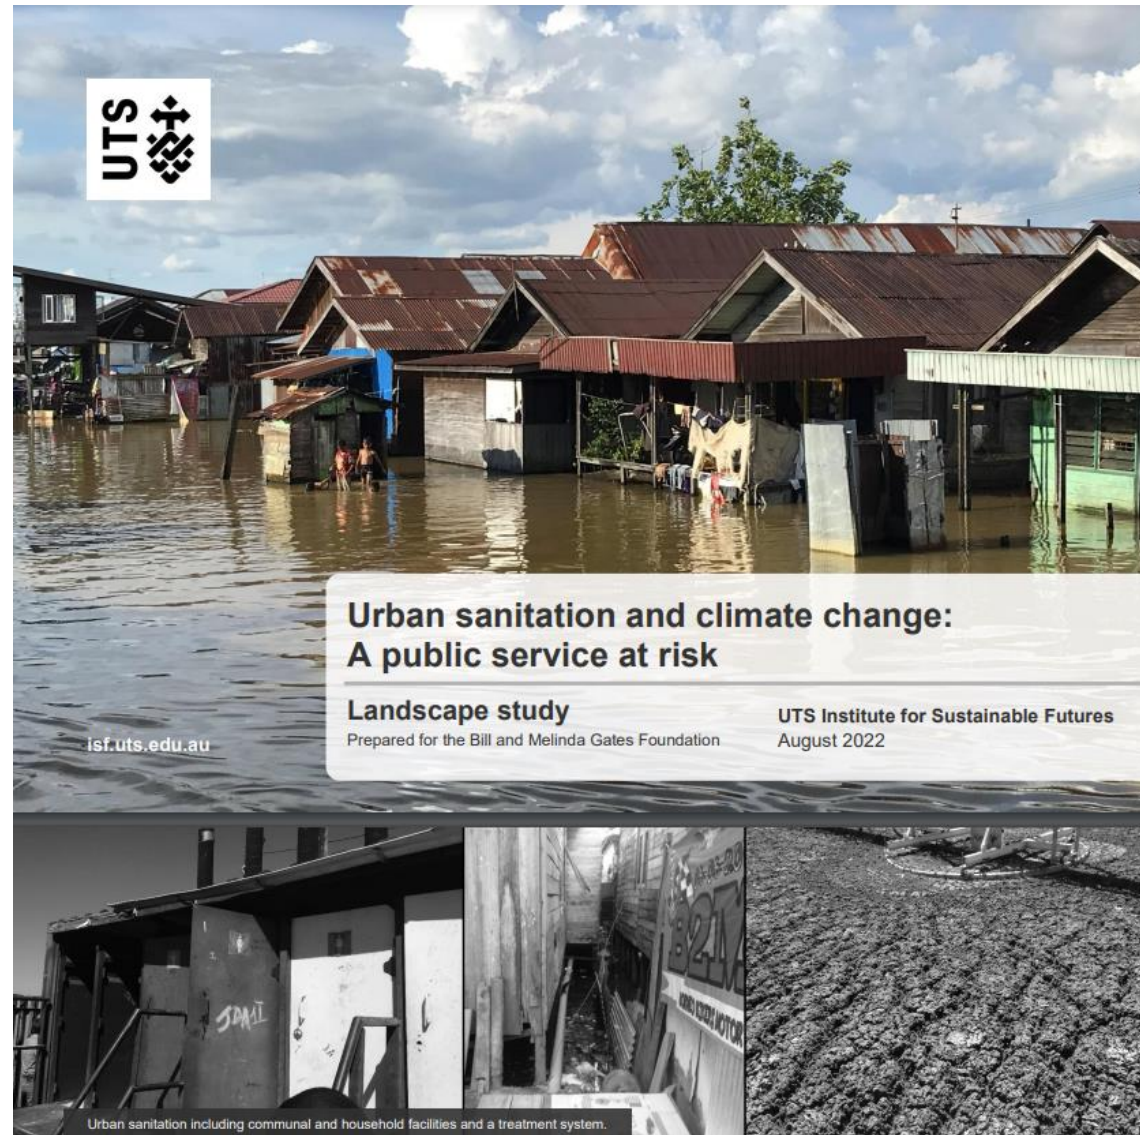 UTS
Urban sanitation and climate change:
A public service at risk
Landscape study
Prepared for the Bill and Melinda Gates Foundation
UTS Institute for Sustainable Futures
August 2022
isf.uts.edu.au
JDA1I
Urban sanitation including communal and household facilities and a treatment system.